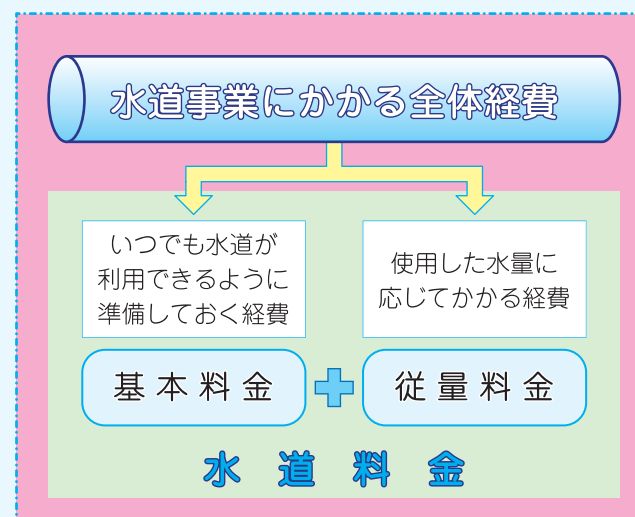 水道事業にかかる全体経費
いつでも水道が
利用できるように
準備しておく経費
使用した水量に
応じてかかる経費
基本料金
従量料金
水道料金